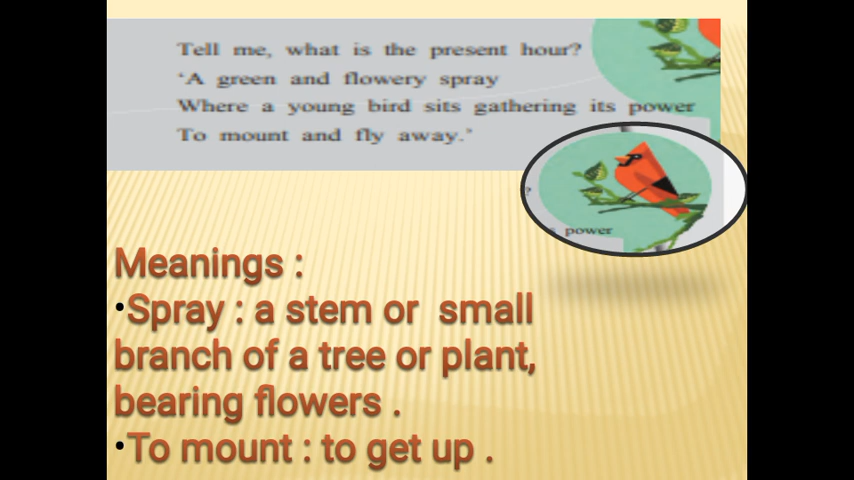 Tell me, what is the present hour?
‘A green and flowery spray
Where a young bird sits gathering its power
To mount and fly away.’
?
power
Meanings :
•Spray : a stem or small
branch of a tree or plant,
bearing flowers .
•To mount : to get up .